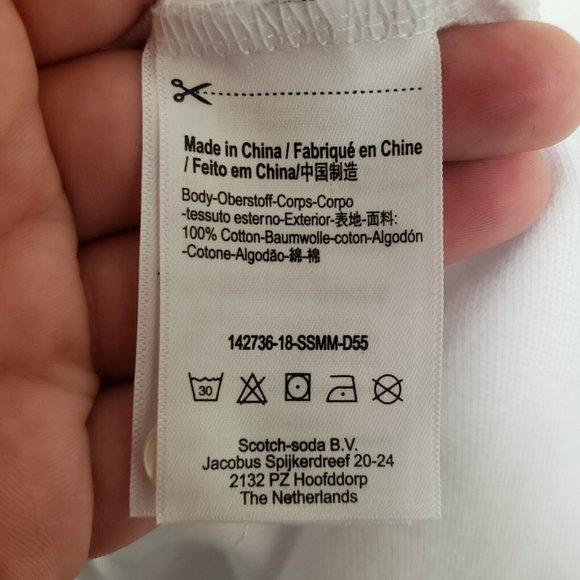 Made in China / Fabriqué en Chine
/ Feito em China/中国制造
Body-Oberstoff-Corps-Corpo
-tessuto esterno-Exterior-表地-面料:
100% Cotton-Baumwolle-coton-Algodón
-Cotone-Algodão-綿-棉
142736-18-SSMM-D55
30
Scotch-soda B.V.
Jacobus Spijkerdreef 20-24
2132 PZ Hoofddorp
The Netherlands